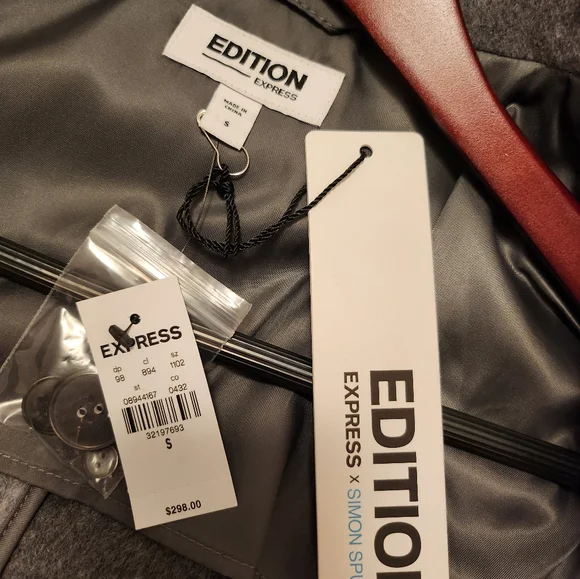 EDITION
EXPRESS
MADE IN
CHINA
S
EXPRESS
dp cl sz
98 894 1102
st co
08944167 0432
32197693
S
$298.00
EDITIO
EXPRESS x SIMON SPU